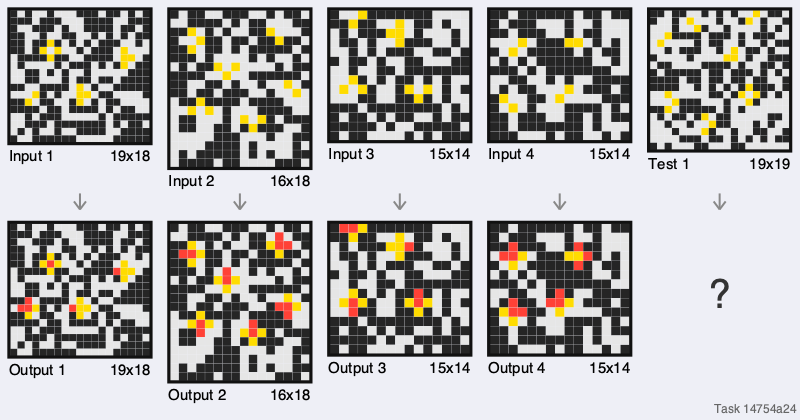 Input 1 19x18
Input 2 16x18
Input 3 15x14
Input 4 15x14
Test 1 19x19
?
Output 1 19x18
Output 2 16x18
Output 3 15x14
Output 4 15x14
Task 14754a24